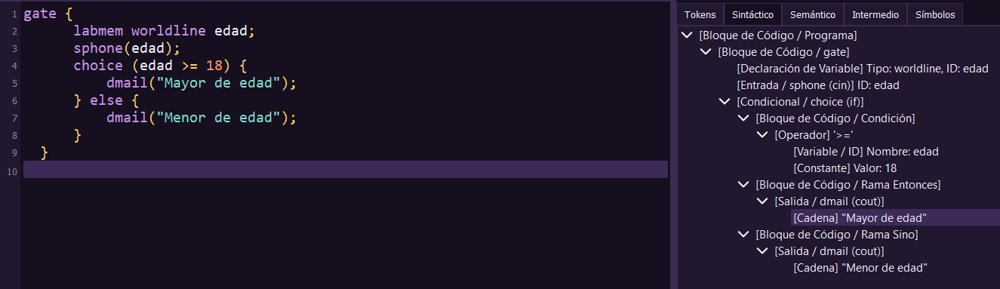 1 gate {
2 labmem worldline edad;
3 sphone(edad);
4 choice (edad >= 18) {
5 dmail("Mayor de edad");
6 } else {
7 dmail("Menor de edad");
8 }
9 }
10
Tokens Sintáctico Semántico Intermedio Símbolos
[Bloque de Código / Programa]
[Bloque de Código / gate]
[Declaración de Variable] Tipo: worldline, ID: edad
[Entrada / sphone (cin)] ID: edad
[Condicional / choice (if)]
[Bloque de Código / Condición]
[Operador] '>='
[Variable / ID] Nombre: edad
[Constante] Valor: 18
[Bloque de Código / Rama Entonces]
[Salida / dmail (cout)]
[Cadena] "Mayor de edad"
[Bloque de Código / Rama Sino]
[Salida / dmail (cout)]
[Cadena] "Menor de edad"